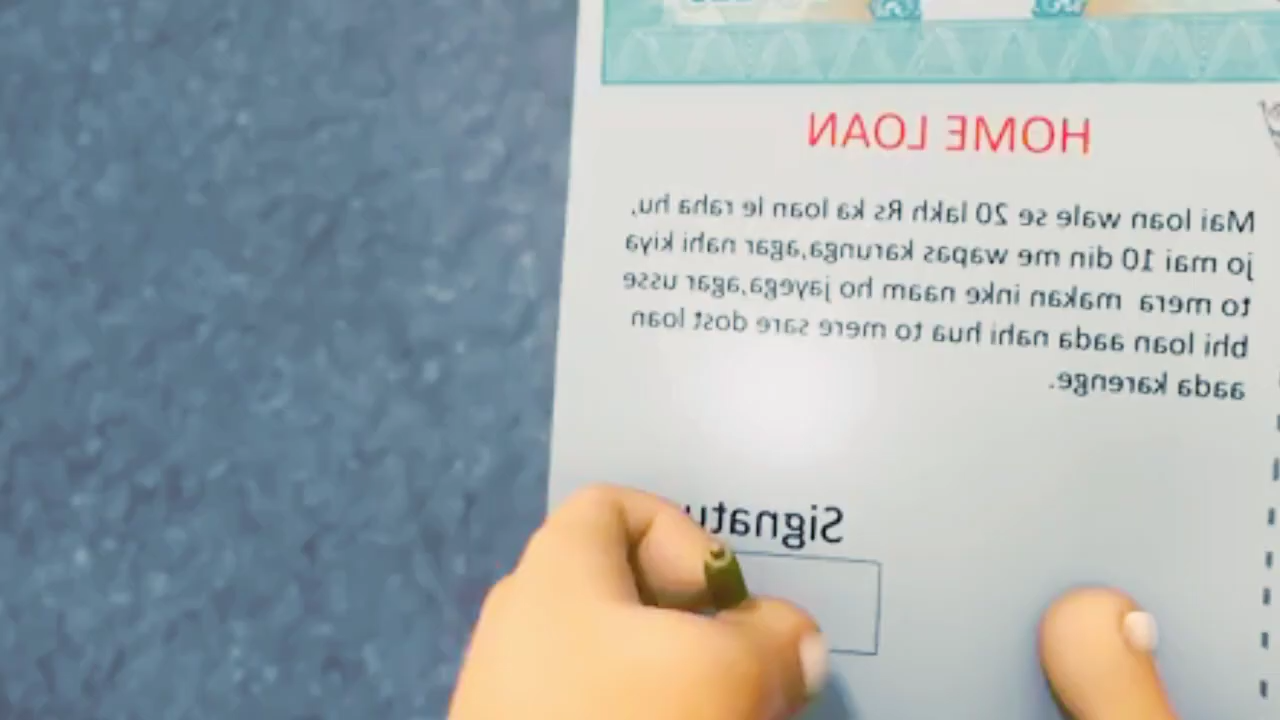 HOME LOAN
Mai loan wale se 20 lakh Rs ka loan le raha hu,
jo mai 10 din me wapas karunga,agar nahi kiya
to mera makan inke naam ho jayega,agar usse
bhi loan aada nahi hua to mere sare dost loan
aada karenge.
Signatu